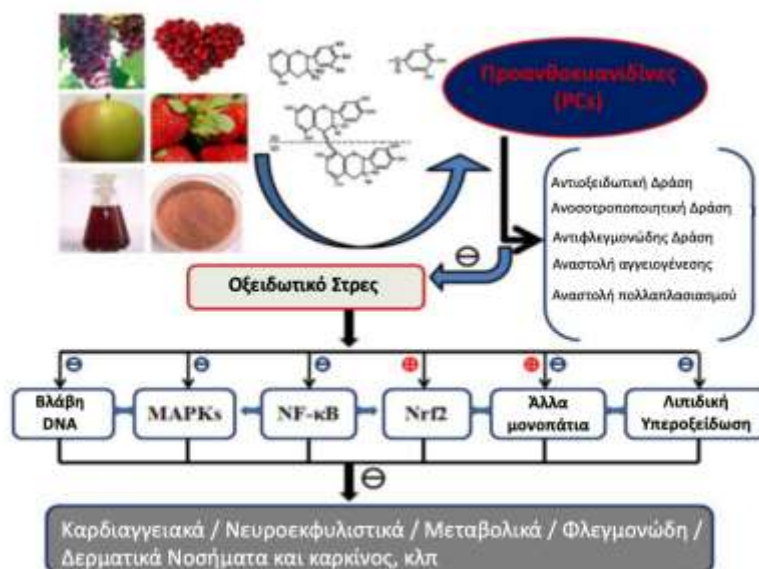 Προανθοκυανιδίνες
(PCs)
Αντιοξειδωτική Δράση
Ανοσοτροποποιητική Δράση
Αντιφλεγμονώδης Δράση
Αναστολή αγγειογένεσης
Αναστολή πολλαπλασιασμού
Οξειδωτικό Στρες
Βλάβη
DNA
MAPKs
NF-κB
Nrf2
Άλλα
μονοπάτια
Λιπιδική
Υπεροξείδωση
Καρδιαγγειακά / Νευροεκφυλιστικά / Μεταβολικά / Φλεγμονώδη /
Δερματικά Νοσήματα και καρκίνος, κλπ